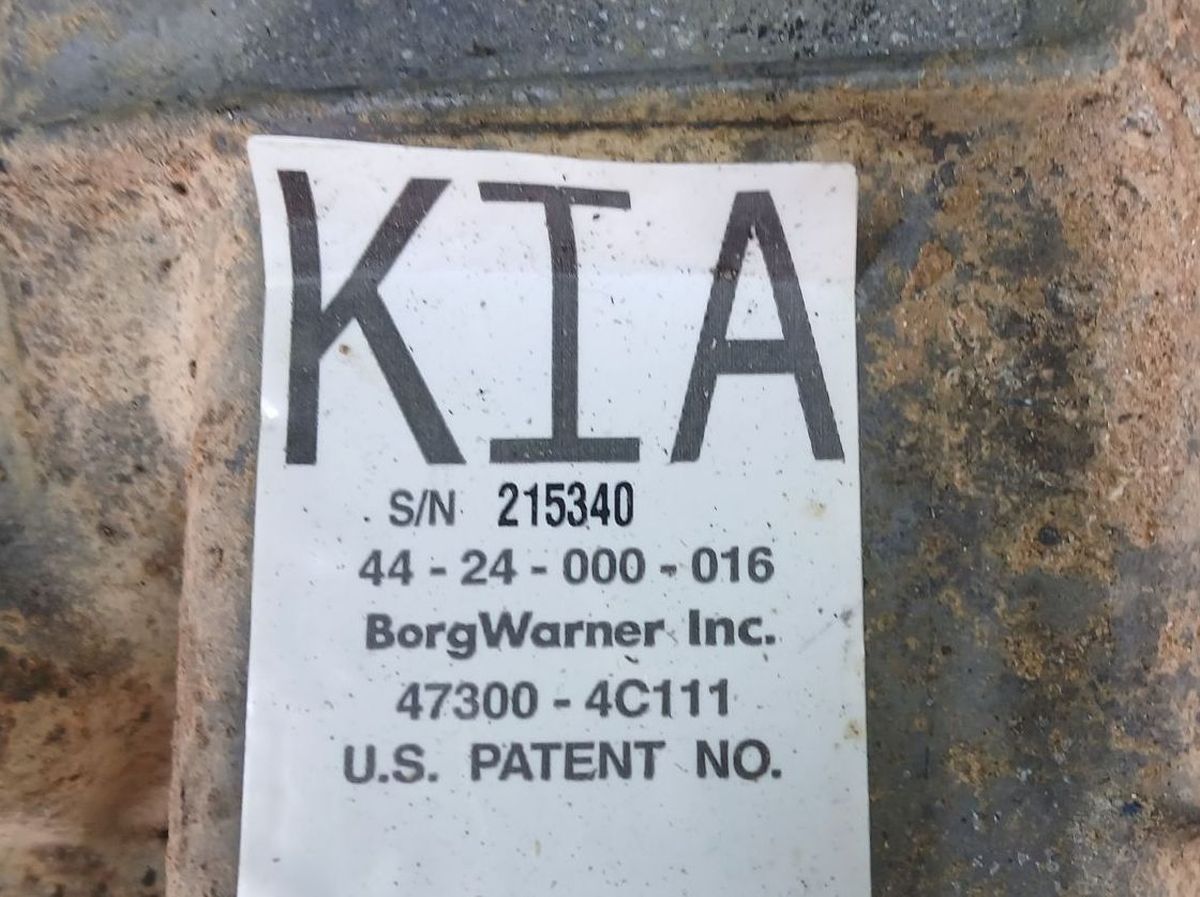 KIA
S/N 215340
44 - 24 - 000 - 016
BorgWarner Inc.
47300 - 4C111
U.S. PATENT NO.